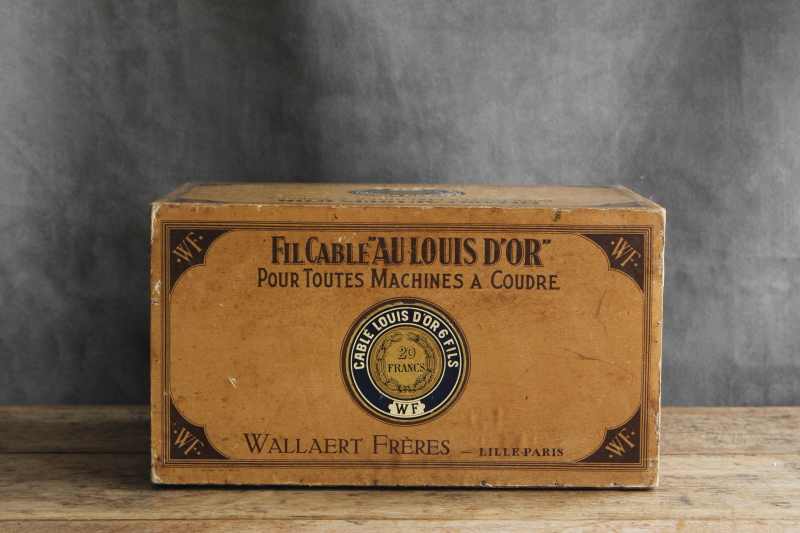 FIL CABLE "AU LOUIS D'OR"
POUR TOUTES MACHINES A COUDRE
WF
WF
CABLÉ LOUIS D'OR 6 FILS
20
FRANCS
WF
WF
WF
WALLAERT FRÈRES – LILLE-PARIS